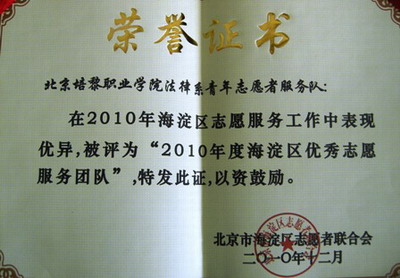 荣誉证书
北京培黎职业学院法律系青年志愿者服务队：
在2010年海淀区志愿服务工作中表现
优异，被评为“2010年度海淀区优秀志愿
服务团队”，特发此证，以资鼓励。
北京市海淀区志愿者联合会
二〇一〇年十二月